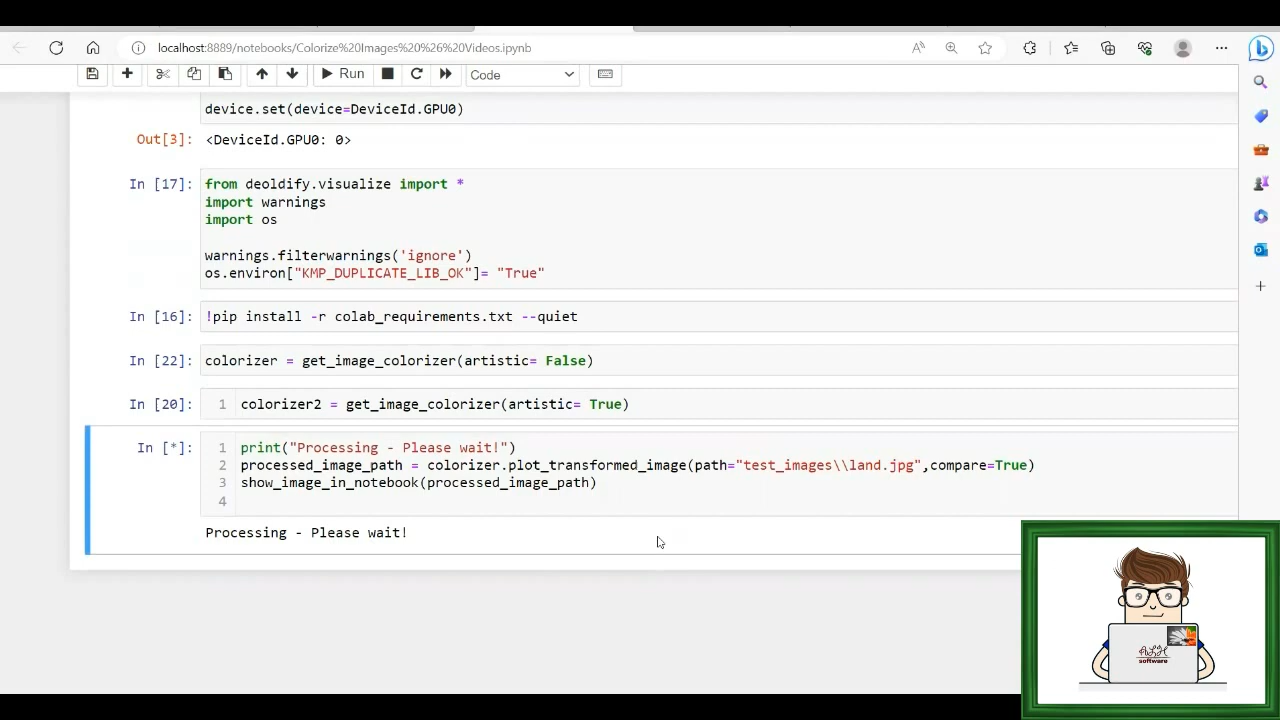 localhost:8889/notebooks/Colorize%20Images%20%26%20Videos.ipynb
Run
Code
device.set(device=DeviceId.GPU0)
Out[3]: <DeviceId.GPU0: 0>
In [17]: from deoldify.visualize import *
import warnings
import os
warnings.filterwarnings('ignore')
os.environ["KMP_DUPLICATE_LIB_OK"]= "True"
In [16]: !pip install -r colab_requirements.txt --quiet
In [22]: colorizer = get_image_colorizer(artistic= False)
In [20]: 1 colorizer2 = get_image_colorizer(artistic= True)
In [*]: 1 print("Processing - Please wait!")
2 processed_image_path = colorizer.plot_transformed_image(path="test_images\\land.jpg",compare=True)
3 show_image_in_notebook(processed_image_path)
4
Processing - Please wait!
software